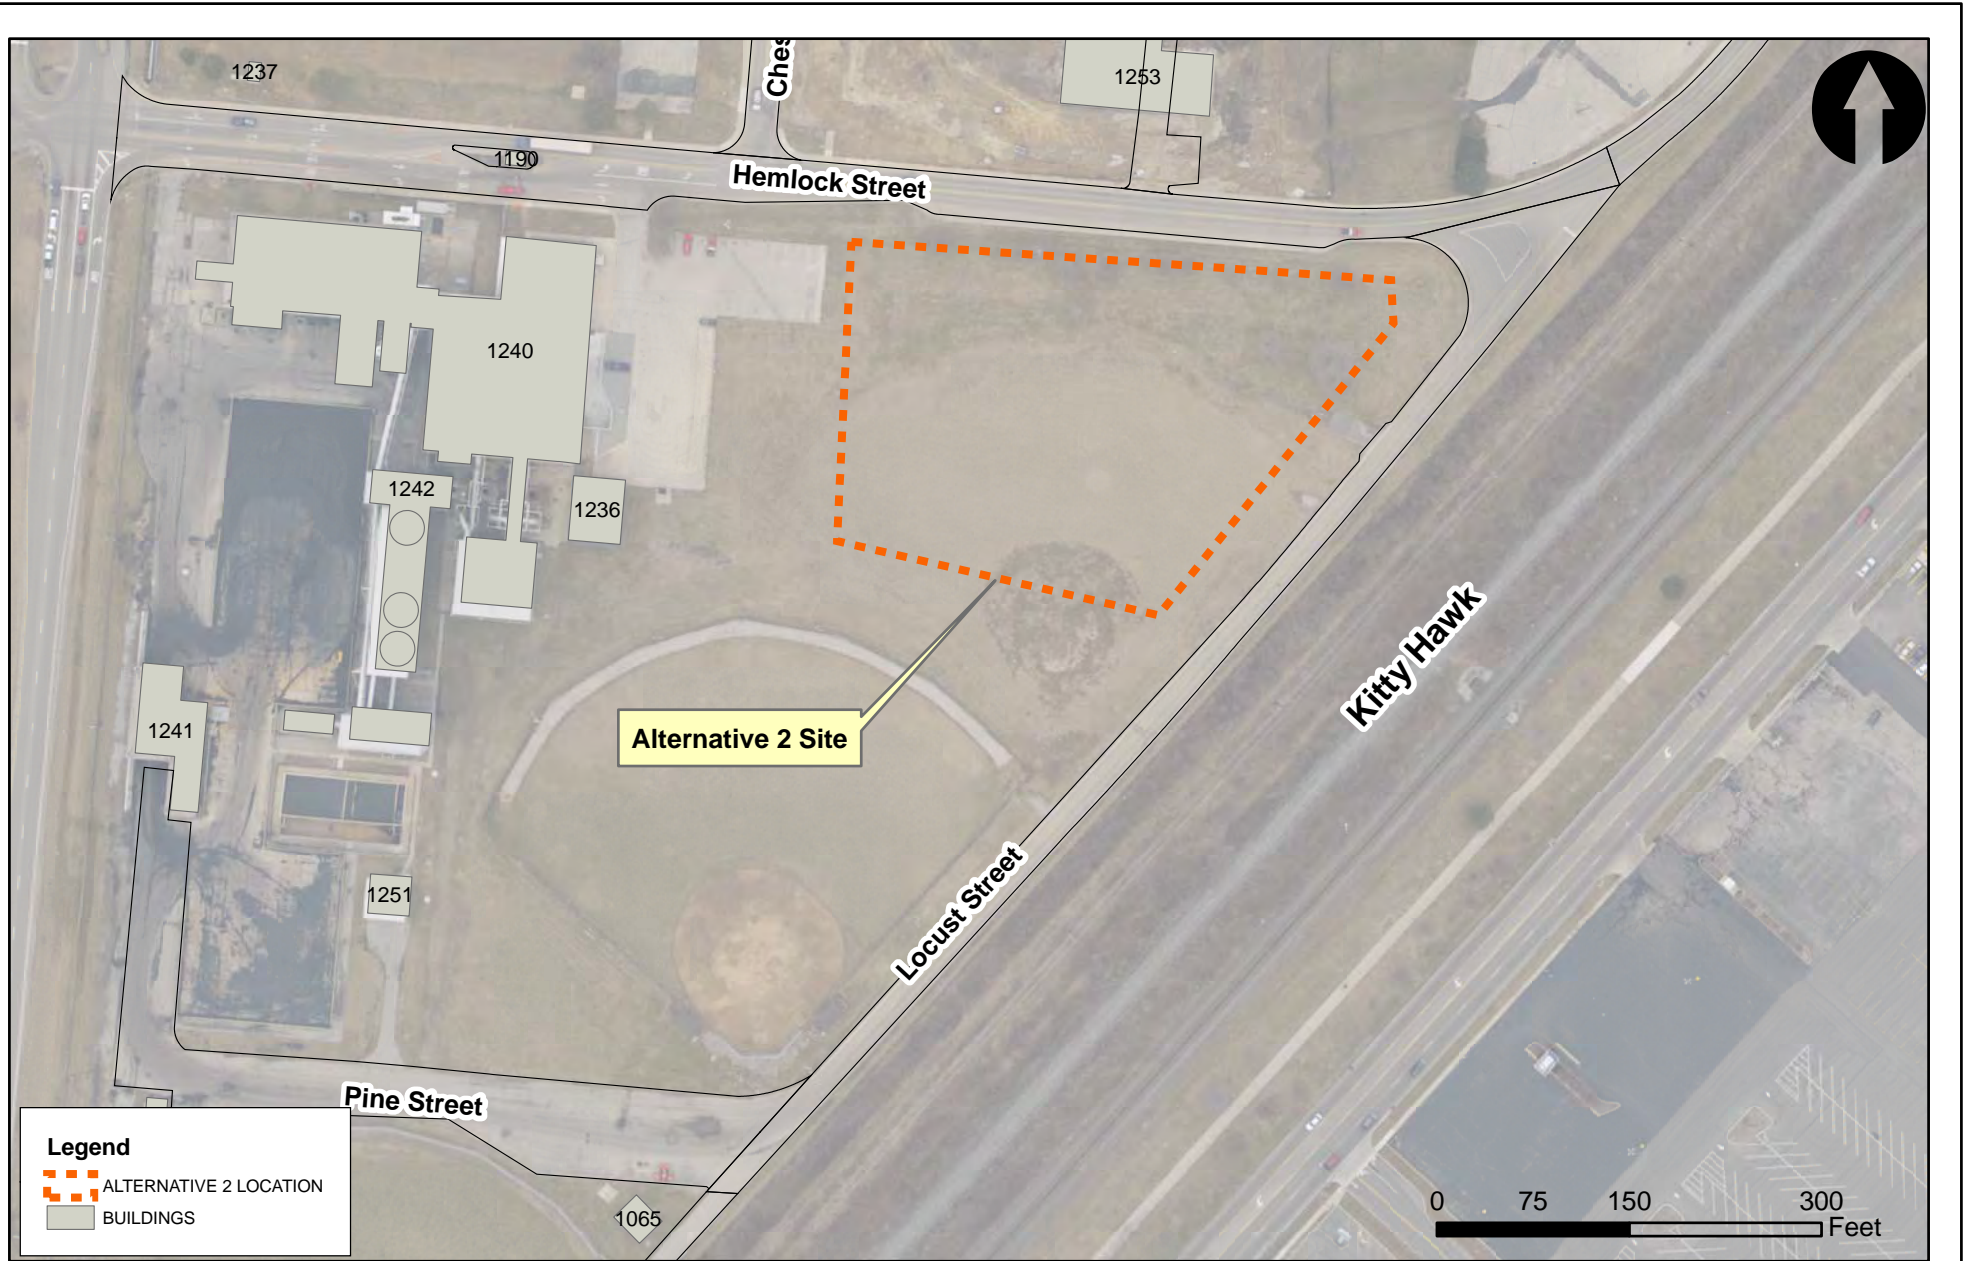 1237
Ches
1253
1190
Hemlock Street
1240
1242
1236
Kitty Hawk
1241
Alternative 2 Site
1251
Locust Street
Pine Street
1065
Legend
ALTERNATIVE 2 LOCATION
BUILDINGS
0 75 150 300
Feet